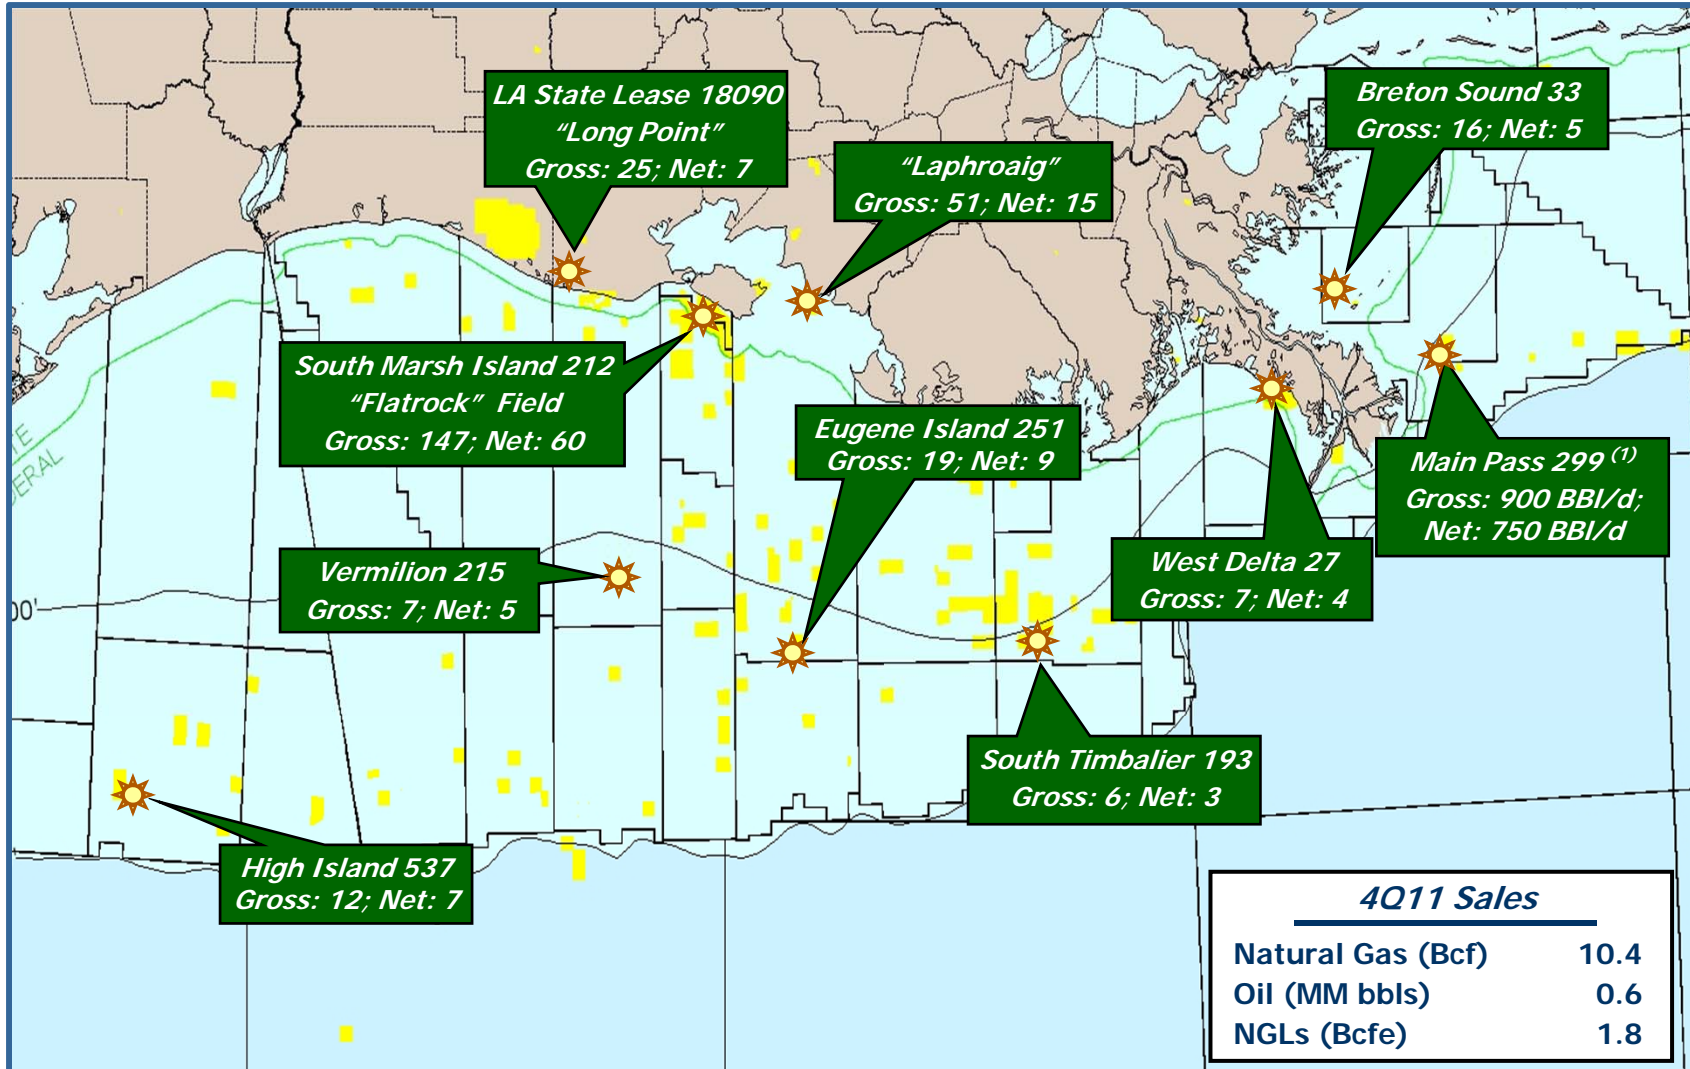 LA State Lease 18090
“Long Point”
Gross: 25; Net: 7
Breton Sound 33
Gross: 16; Net: 5
“Laphroaig”
Gross: 51; Net: 15
South Marsh Island 212
“Flatrock” Field
Gross: 147; Net: 60
Eugene Island 251
Gross: 19; Net: 9
Main Pass 299 (1)
Gross: 900 BBl/d;
Net: 750 BBl/d
Vermilion 215
Gross: 7; Net: 5
West Delta 27
Gross: 7; Net: 4
00'
South Timbalier 193
Gross: 6; Net: 3
High Island 537
Gross: 12; Net: 7
4Q11 Sales
Natural Gas (Bcf) 10.4
Oil (MM bbls) 0.6
NGLs (Bcfe) 1.8